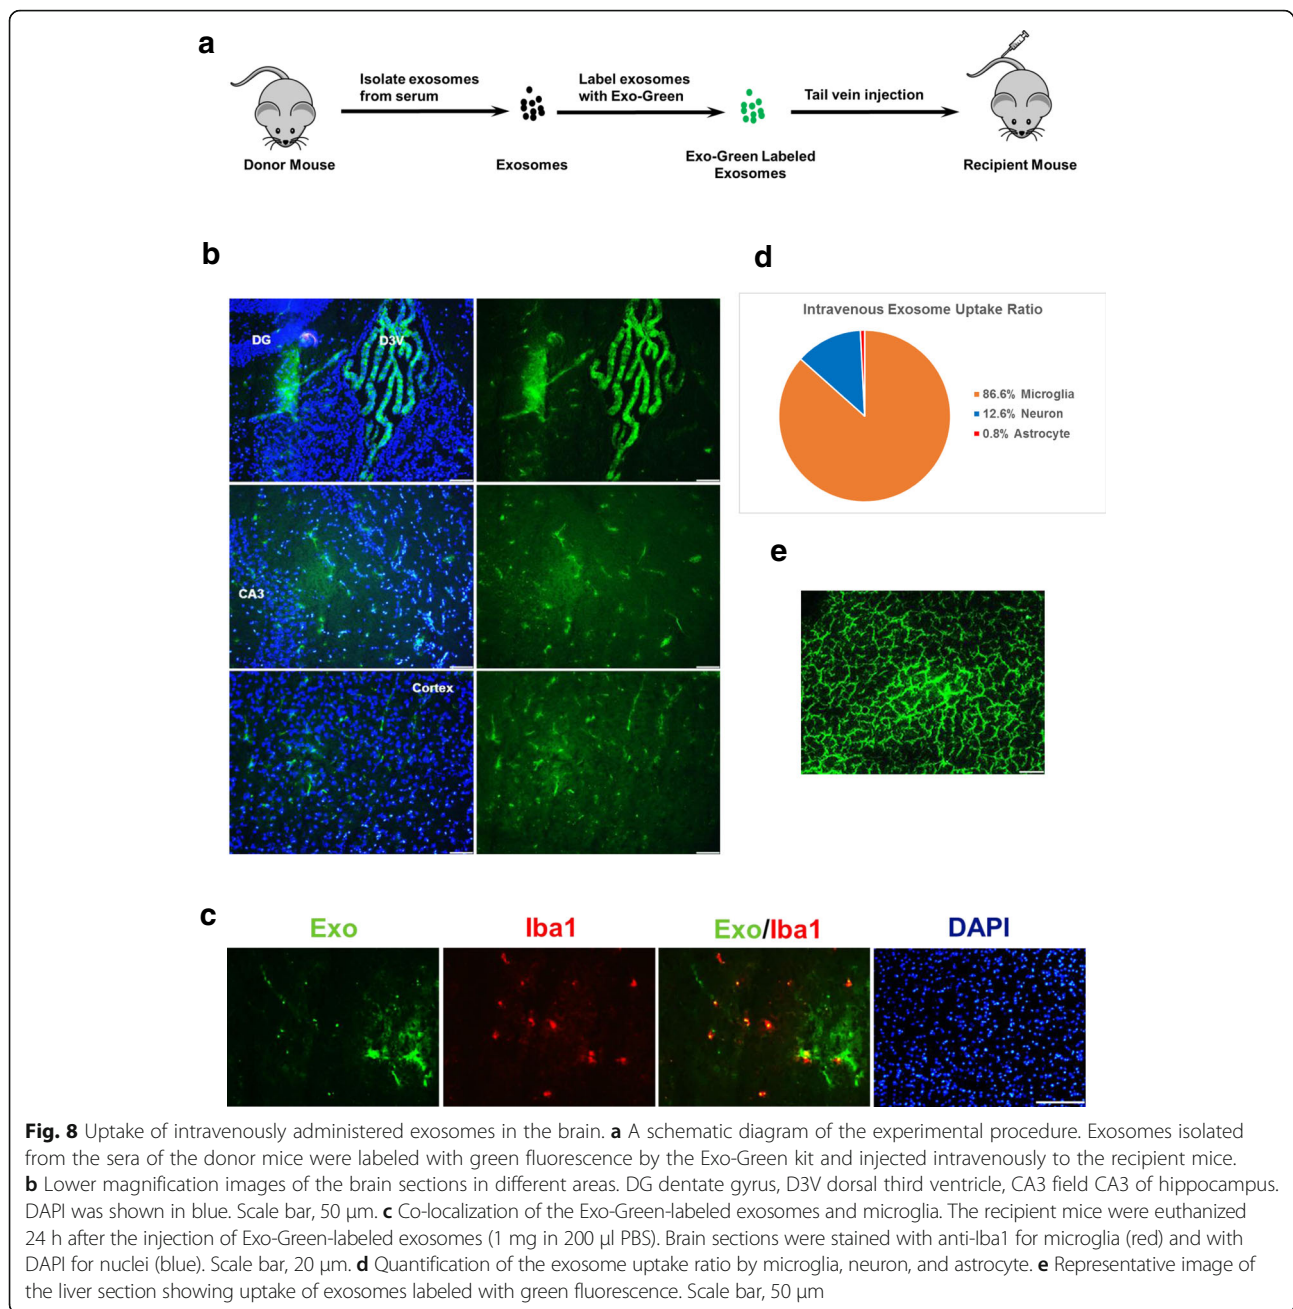 a
Isolate exosomes
from serum
Label exosomes
with Exo-Green
Tail vein injection
Donor Mouse
Exosomes
Exo-Green Labeled
Exosomes
Recipient Mouse
b
DG
D3V
CA3
Cortex
d
Intravenous Exosome Uptake Ratio
86.6% Microglia
12.6% Neuron
0.8% Astrocyte
e
c
Exo
Iba1
Exo/Iba1
DAPI
Fig. 8 Uptake of intravenously administered exosomes in the brain. a A schematic diagram of the experimental procedure. Exosomes isolated
from the sera of the donor mice were labeled with green fluorescence by the Exo-Green kit and injected intravenously to the recipient mice.
b Lower magnification images of the brain sections in different areas. DG dentate gyrus, D3V dorsal third ventricle, CA3 field CA3 of hippocampus.
DAPI was shown in blue. Scale bar, 50 μm. c Co-localization of the Exo-Green-labeled exosomes and microglia. The recipient mice were euthanized
24 h after the injection of Exo-Green-labeled exosomes (1 mg in 200 μl PBS). Brain sections were stained with anti-Iba1 for microglia (red) and with
DAPI for nuclei (blue). Scale bar, 20 μm. d Quantification of the exosome uptake ratio by microglia, neuron, and astrocyte. e Representative image of
the liver section showing uptake of exosomes labeled with green fluorescence. Scale bar, 50 μm